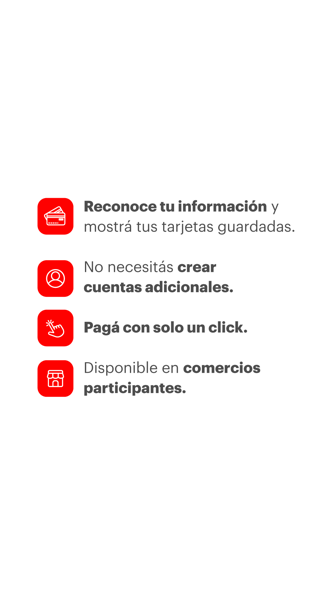 Reconoce tu información y
mostrá tus tarjetas guardadas.
No necesitás crear
cuentas adicionales.
Pagá con solo un click.
Disponible en comercios
participantes.